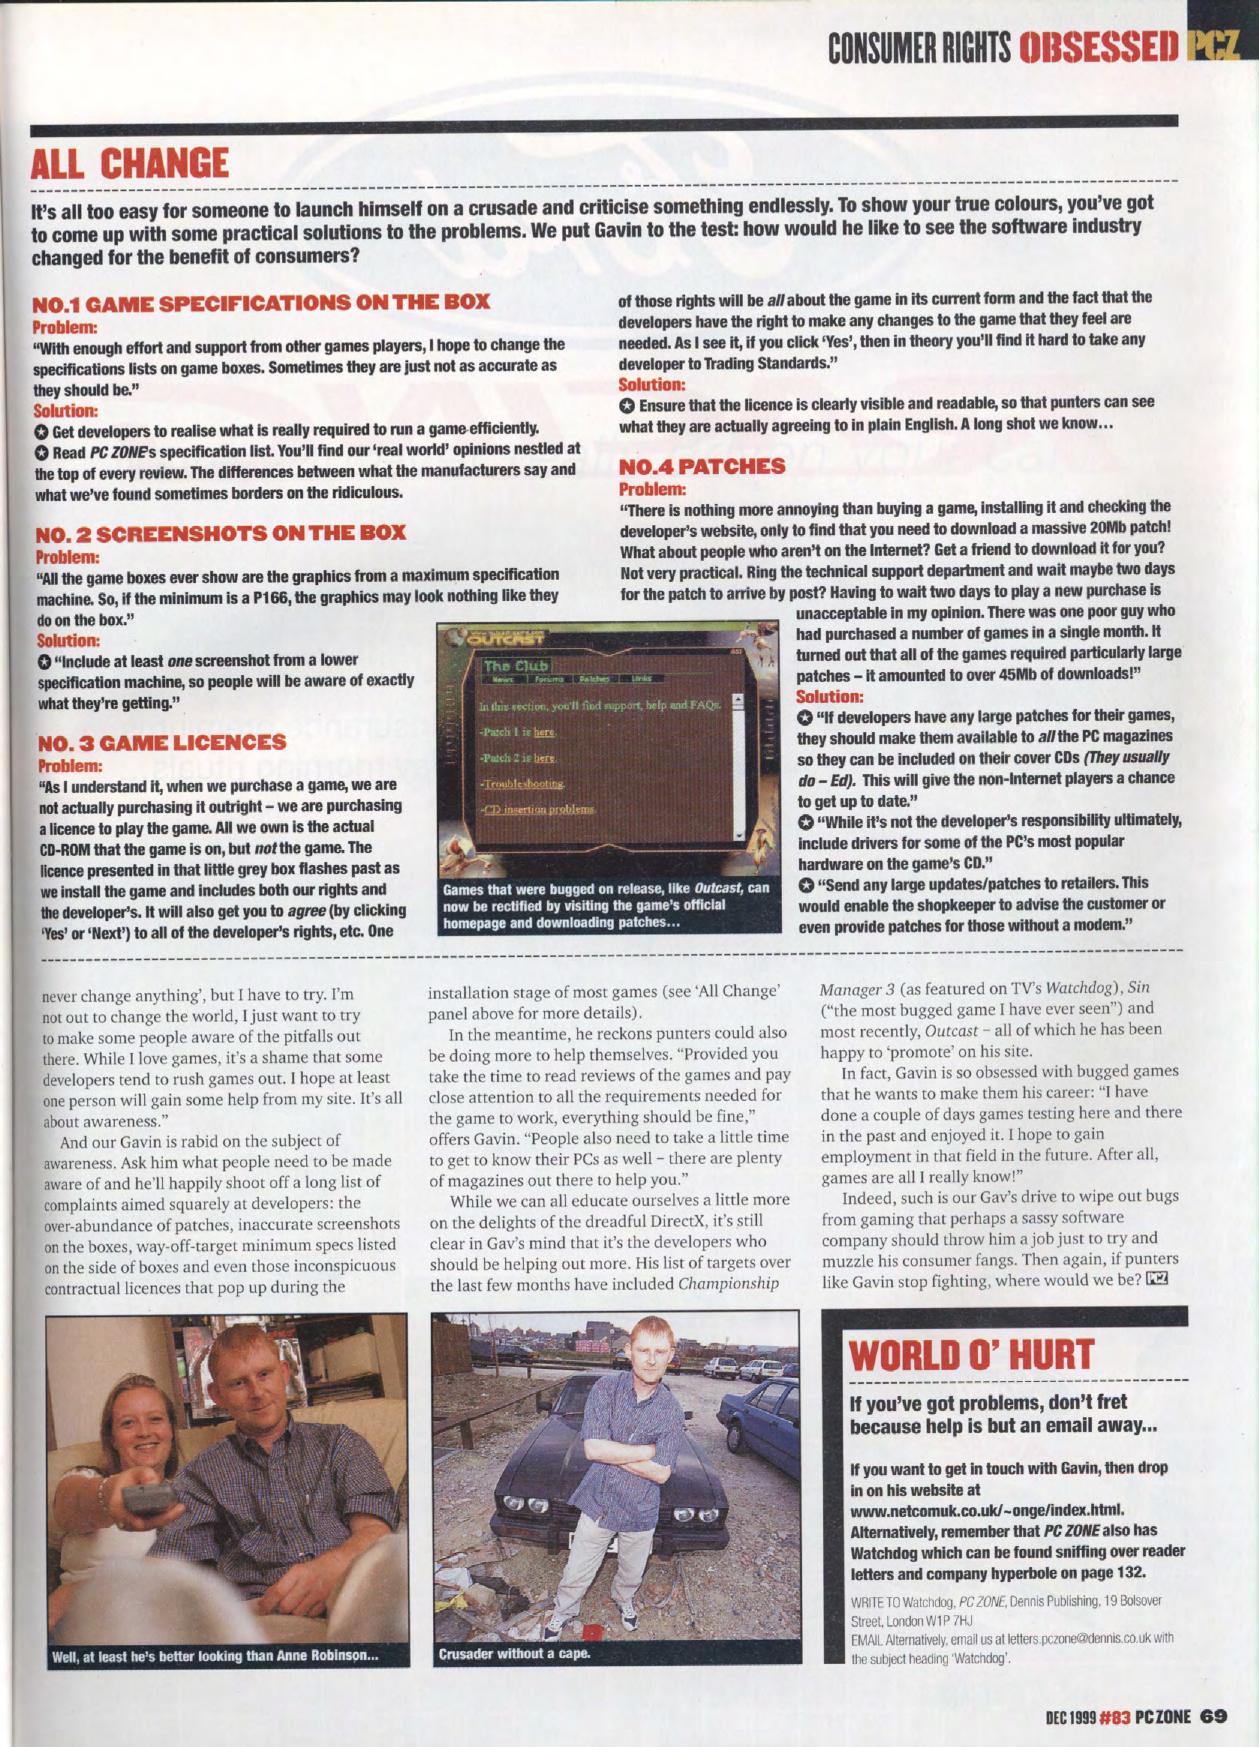 CONSUMER RIGHTS OBSESSED PCZ
ALL CHANGE
It's all too easy for someone to launch himself on a crusade and criticise something endlessly. To show your true colours, you've got
to come up with some practical solutions to the problems. We put Gavin to the test: how would he like to see the software industry
changed for the benefit of consumers?
NO.1 GAME SPECIFICATIONS ON THE BOX
Problem:
“With enough effort and support from other games players, I hope to change the
specifications lists on game boxes. Sometimes they are just not as accurate as
they should be.”
Solution:
✪ Get developers to realise what is really required to run a game efficiently.
✪ Read PC ZONE's specification list. You'll find our ‘real world’ opinions nestled at
the top of every review. The differences between what the manufacturers say and
what we've found sometimes borders on the ridiculous.
NO. 2 SCREENSHOTS ON THE BOX
Problem:
“All the game boxes ever show are the graphics from a maximum specification
machine. So, if the minimum is a P166, the graphics may look nothing like they
do on the box.”
Solution:
✪ “Include at least one screenshot from a lower
specification machine, so people will be aware of exactly
what they're getting.”
NO. 3 GAME LICENCES
Problem:
“As I understand it, when we purchase a game, we are
not actually purchasing it outright – we are purchasing
a licence to play the game. All we own is the actual
CD-ROM that the game is on, but not the game. The
licence presented in that little grey box flashes past as
we install the game and includes both our rights and
the developer's. It will also get you to agree (by clicking
‘Yes’ or ‘Next’) to all of the developer's rights, etc. One
of those rights will be all about the game in its current form and the fact that the
developers have the right to make any changes to the game that they feel are
needed. As I see it, if you click ‘Yes’, then in theory you'll find it hard to take any
developer to Trading Standards.”
Solution:
✪ Ensure that the licence is clearly visible and readable, so that punters can see
what they are actually agreeing to in plain English. A long shot we know...
NO.4 PATCHES
Problem:
“There is nothing more annoying than buying a game, installing it and checking the
developer's website, only to find that you need to download a massive 20Mb patch!
What about people who aren't on the Internet? Get a friend to download it for you?
Not very practical. Ring the technical support department and wait maybe two days
for the patch to arrive by post? Having to wait two days to play a new purchase is
unacceptable in my opinion. There was one poor guy who
had purchased a number of games in a single month. It
turned out that all of the games required particularly large
patches – it amounted to over 45Mb of downloads!”
Solution:
✪ “If developers have any large patches for their games,
they should make them available to all the PC magazines
so they can be included on their cover CDs (They usually
do – Ed). This will give the non-Internet players a chance
to get up to date.”
✪ “While it's not the developer's responsibility ultimately,
include drivers for some of the PC's most popular
hardware on the game's CD.”
✪ “Send any large updates/patches to retailers. This
would enable the shopkeeper to advise the customer or
even provide patches for those without a modem.”
OUTCAST
The Club
News Forums Patches Links
In this section, you'll find support, help and FAQs.
-Patch 1 is here.
-Patch 2 is here.
-Troubleshooting.
-CD insertion problems.
Games that were bugged on release, like Outcast, can
now be rectified by visiting the game's official
homepage and downloading patches...
never change anything’, but I have to try. I'm
not out to change the world, I just want to try
to make some people aware of the pitfalls out
there. While I love games, it's a shame that some
developers tend to rush games out. I hope at least
one person will gain some help from my site. It's all
about awareness.”
And our Gavin is rabid on the subject of
awareness. Ask him what people need to be made
aware of and he'll happily shoot off a long list of
complaints aimed squarely at developers: the
over-abundance of patches, inaccurate screenshots
on the boxes, way-off-target minimum specs listed
on the side of boxes and even those inconspicuous
contractual licences that pop up during the
installation stage of most games (see ‘All Change’
panel above for more details).
In the meantime, he reckons punters could also
be doing more to help themselves. “Provided you
take the time to read reviews of the games and pay
close attention to all the requirements needed for
the game to work, everything should be fine,”
offers Gavin. “People also need to take a little time
to get to know their PCs as well – there are plenty
of magazines out there to help you.”
While we can all educate ourselves a little more
on the delights of the dreadful DirectX, it's still
clear in Gav's mind that it's the developers who
should be helping out more. His list of targets over
the last few months have included Championship
Manager 3 (as featured on TV's Watchdog), Sin
(“the most bugged game I have ever seen”) and
most recently, Outcast – all of which he has been
happy to ‘promote’ on his site.
In fact, Gavin is so obsessed with bugged games
that he wants to make them his career: “I have
done a couple of days games testing here and there
in the past and enjoyed it. I hope to gain
employment in that field in the future. After all,
games are all I really know!”
Indeed, such is our Gav's drive to wipe out bugs
from gaming that perhaps a sassy software
company should throw him a job just to try and
muzzle his consumer fangs. Then again, if punters
like Gavin stop fighting, where would we be? PCZ
Well, at least he's better looking than Anne Robinson...
Crusader without a cape.
WORLD O' HURT
If you've got problems, don't fret
because help is but an email away...
If you want to get in touch with Gavin, then drop
in on his website at
www.netcomuk.co.uk/~onge/index.html.
Alternatively, remember that PC ZONE also has
Watchdog which can be found sniffing over reader
letters and company hyperbole on page 132.
WRITE TO Watchdog, PC ZONE, Dennis Publishing, 19 Bolsover
Street, London W1P 7HJ
EMAIL Alternatively, email us at letters.pczone@dennis.co.uk with
the subject heading ‘Watchdog’.
DEC 1999 #83 PC ZONE 69